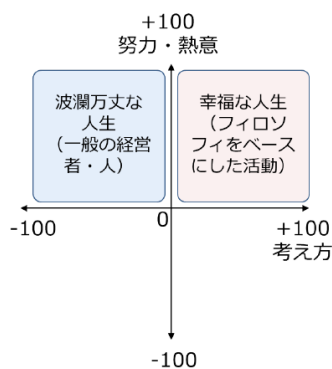 +100
努力・熱意
波瀾万丈な
人生
（一般の経営
者・人）
幸福な人生
（フィロソ
フィをベース
にした活動）
-100
0
+100
考え方
-100